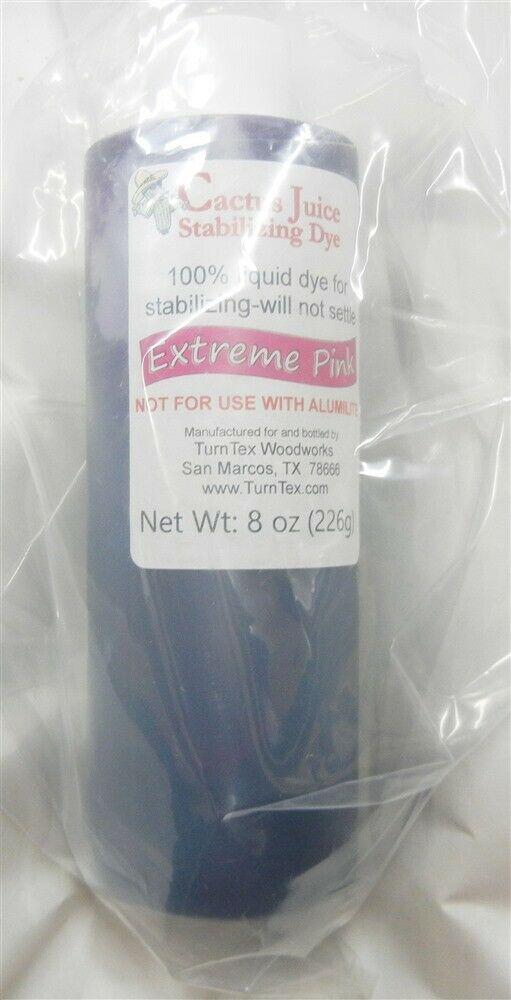 Cactus Juice
Stabilizing Dye
100% liquid dye for
stabilizing-will not settle
Extreme Pink
NOT FOR USE WITH ALUMILITE
Manufactured for and bottled by
TurnTex Woodworks
San Marcos, TX 78666
www.TurnTex.com
Net Wt: 8 oz (226g)